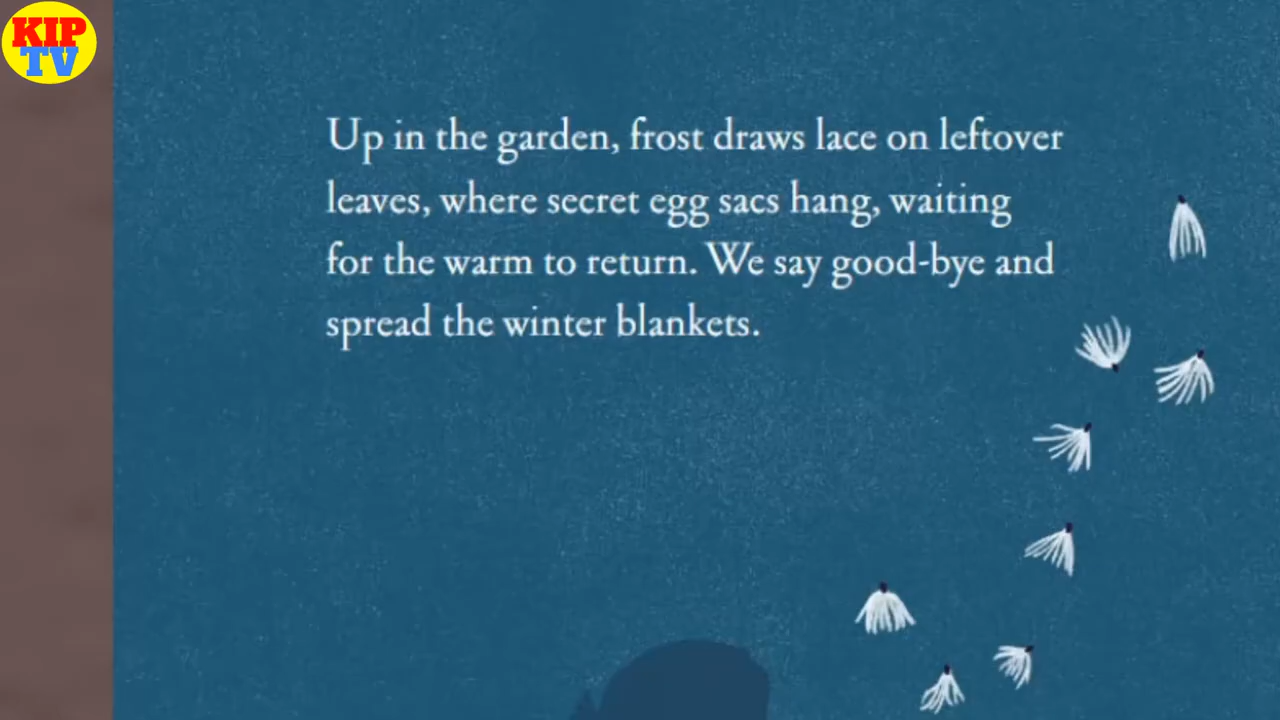 KIP
TV
Up in the garden, frost draws lace on leftover
leaves, where secret egg sacs hang, waiting
for the warm to return. We say good-bye and
spread the winter blankets.